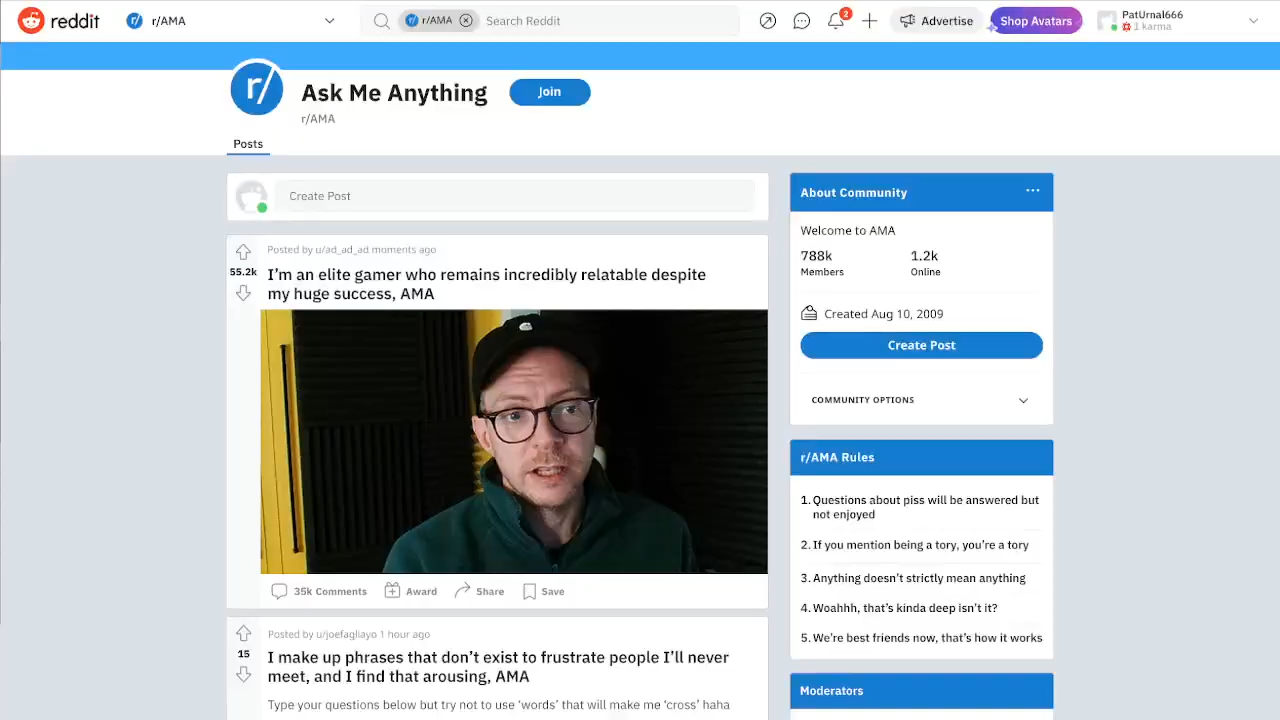 reddit
r/AMA
r/AMA
Search Reddit
2
Advertise
Shop Avatars
PatUrnal666
1 karma
r/
Ask Me Anything
Join
r/AMA
Posts
Create Post
55.2k
Posted by u/ad_ad_ad moments ago
I'm an elite gamer who remains incredibly relatable despite
my huge success, AMA
35k Comments
Award
Share
Save
15
Posted by u/joefagliayo 1 hour ago
I make up phrases that don't exist to frustrate people I'll never
meet, and I find that arousing, AMA
Type your questions below but try not to use 'words' that will make me 'cross' haha
About Community
Welcome to AMA
788k
Members
1.2k
Online
Created Aug 10, 2009
Create Post
COMMUNITY OPTIONS
r/AMA Rules
1. Questions about piss will be answered but
not enjoyed
2. If you mention being a tory, you're a tory
3. Anything doesn't strictly mean anything
4. Woahhh, that's kinda deep isn't it?
5. We're best friends now, that's how it works
Moderators